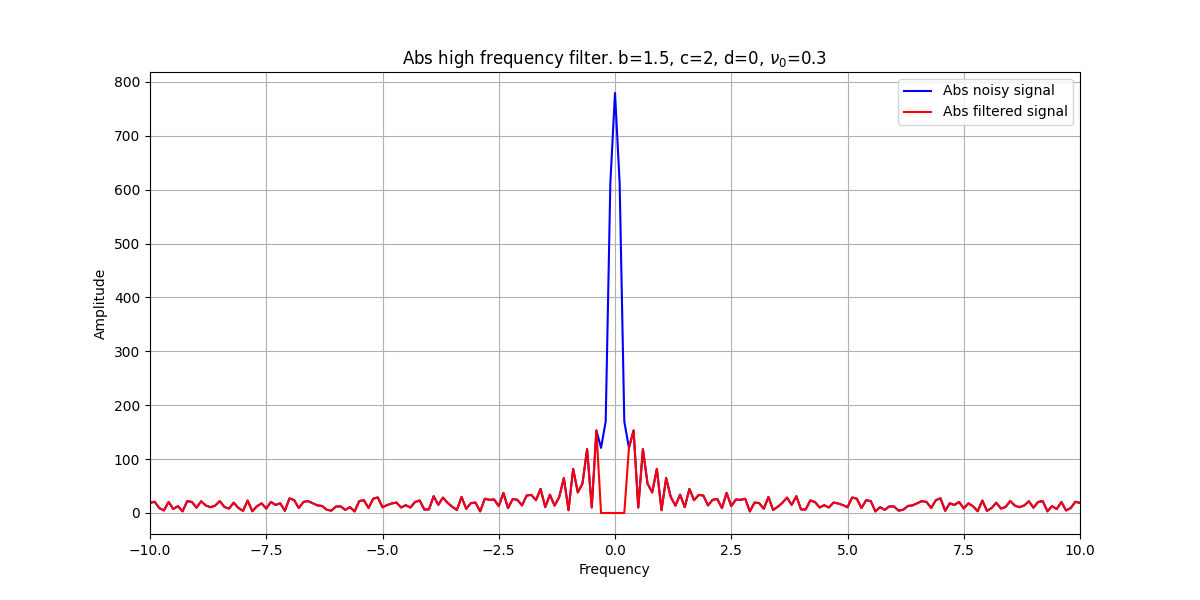 Abs high frequency filter. b=1.5, c=2, d=0, $\nu_0$=0.3
Abs noisy signal
Abs filtered signal
Amplitude
800
700
600
500
400
300
200
100
0
−10.0 −7.5 −5.0 −2.5 0.0 2.5 5.0 7.5 10.0
Frequency